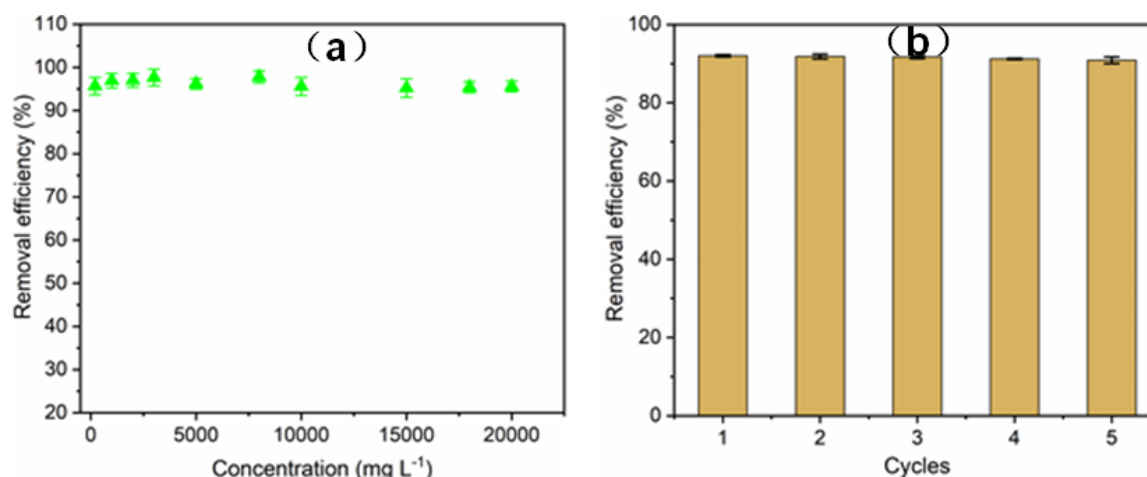 (a)
110
100
90
80
70
60
50
40
30
20
Removal efficiency (%)
0 5000 10000 15000 20000
Concentration (mg L⁻¹)
(b)
100
80
60
40
20
0
Removal efficiency (%)
1 2 3 4 5
Cycles